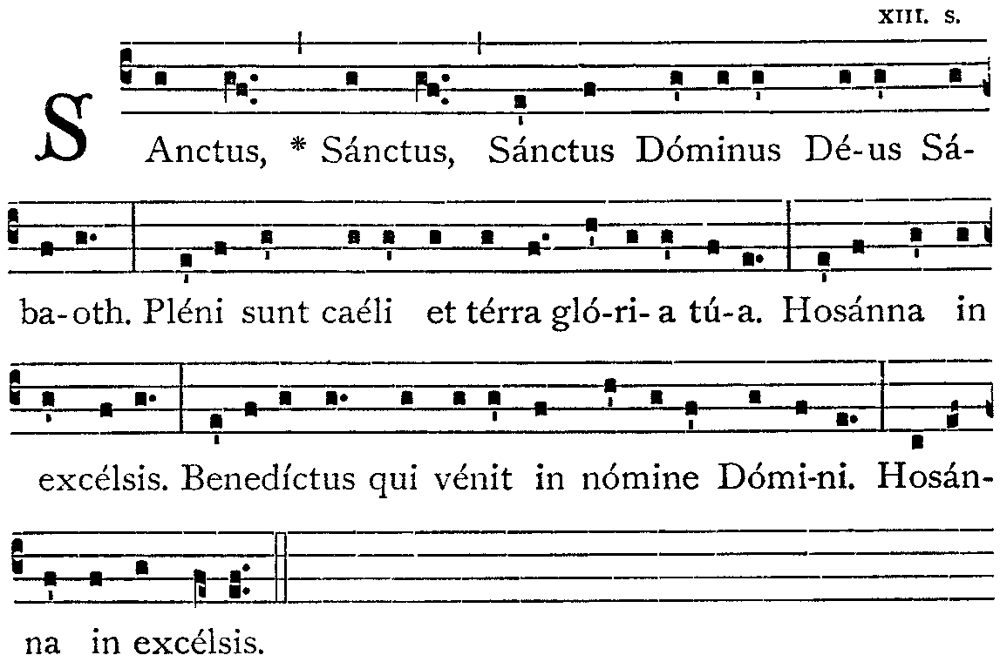 XIII. S.
SAnctus, * Sánctus, Sánctus Dóminus Dé-us Sá-
ba-oth. Pléni sunt caéli et térra gló-ri-a tú-a. Hosánna in
excélsis. Benedíctus qui vénit in nómine Dómi-ni. Hosán-
na in excélsis.